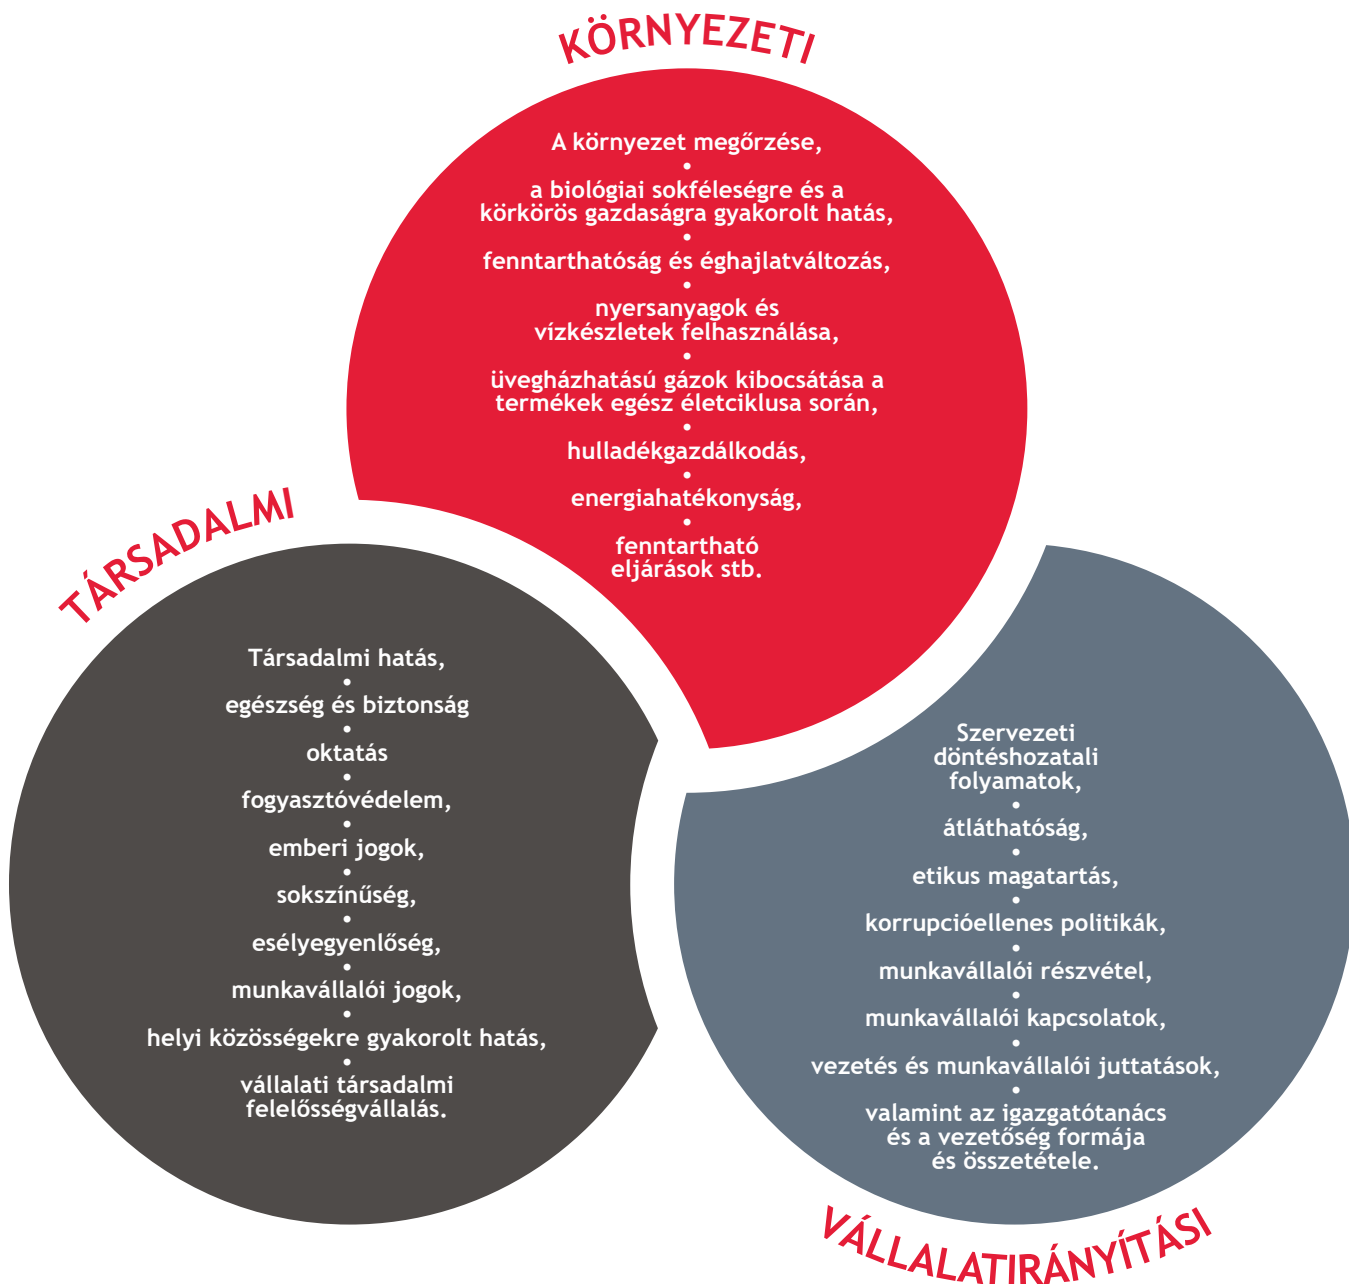 KÖRNYEZETI
A környezet megőrzése,
•
a biológiai sokféleségre és a
körkörös gazdaságra gyakorolt hatás,
•
fenntarthatóság és éghajlatváltozás,
•
nyersanyagok és
vízkészletek felhasználása,
•
üvegházhatású gázok kibocsátása a
termékek egész életciklusa során,
•
hulladékgazdálkodás,
•
energiahatékonyság,
•
fenntartható
eljárások stb.
TÁRSADALMI
Társadalmi hatás,
•
egészség és biztonság
•
oktatás
•
fogyasztóvédelem,
•
emberi jogok,
•
sokszínűség,
•
esélyegyenlőség,
•
munkavállalói jogok,
•
helyi közösségekre gyakorolt hatás,
•
vállalati társadalmi
felelősségvállalás.
Szervezeti
döntéshozatali
folyamatok,
•
átláthatóság,
•
etikus magatartás,
•
korrupcióellenes politikák,
•
munkavállalói részvétel,
•
munkavállalói kapcsolatok,
•
vezetés és munkavállalói juttatások,
•
valamint az igazgatótanács
és a vezetőség formája
és összetétele.
VÁLLALATIRÁNYÍTÁSI